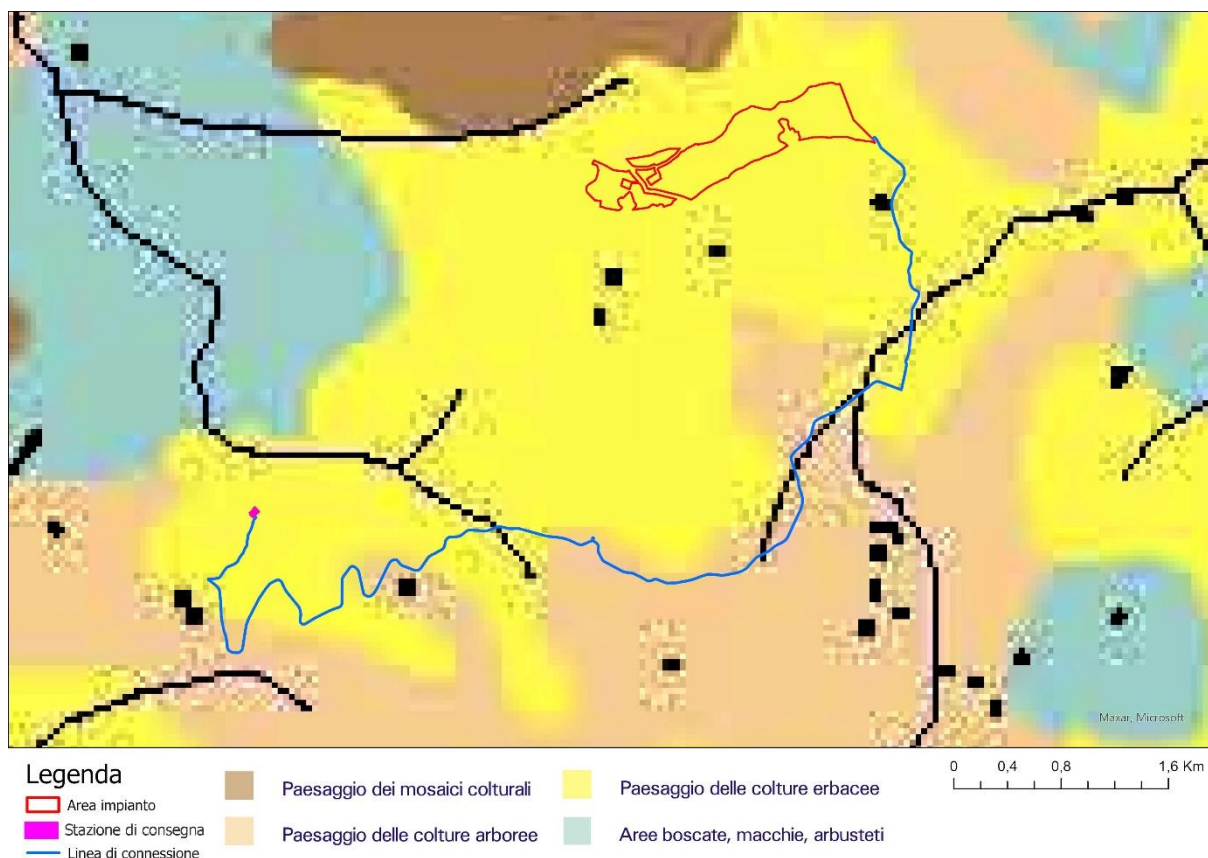 Maxar, Microsoft
Legenda
Area impianto
Stazione di consegna
Linea di connessione
Paesaggio dei mosaici colturali
Paesaggio delle colture arboree
Paesaggio delle colture erbacee
Aree boscate, macchie, arbusteti
0 0,4 0,8 1,6 Km